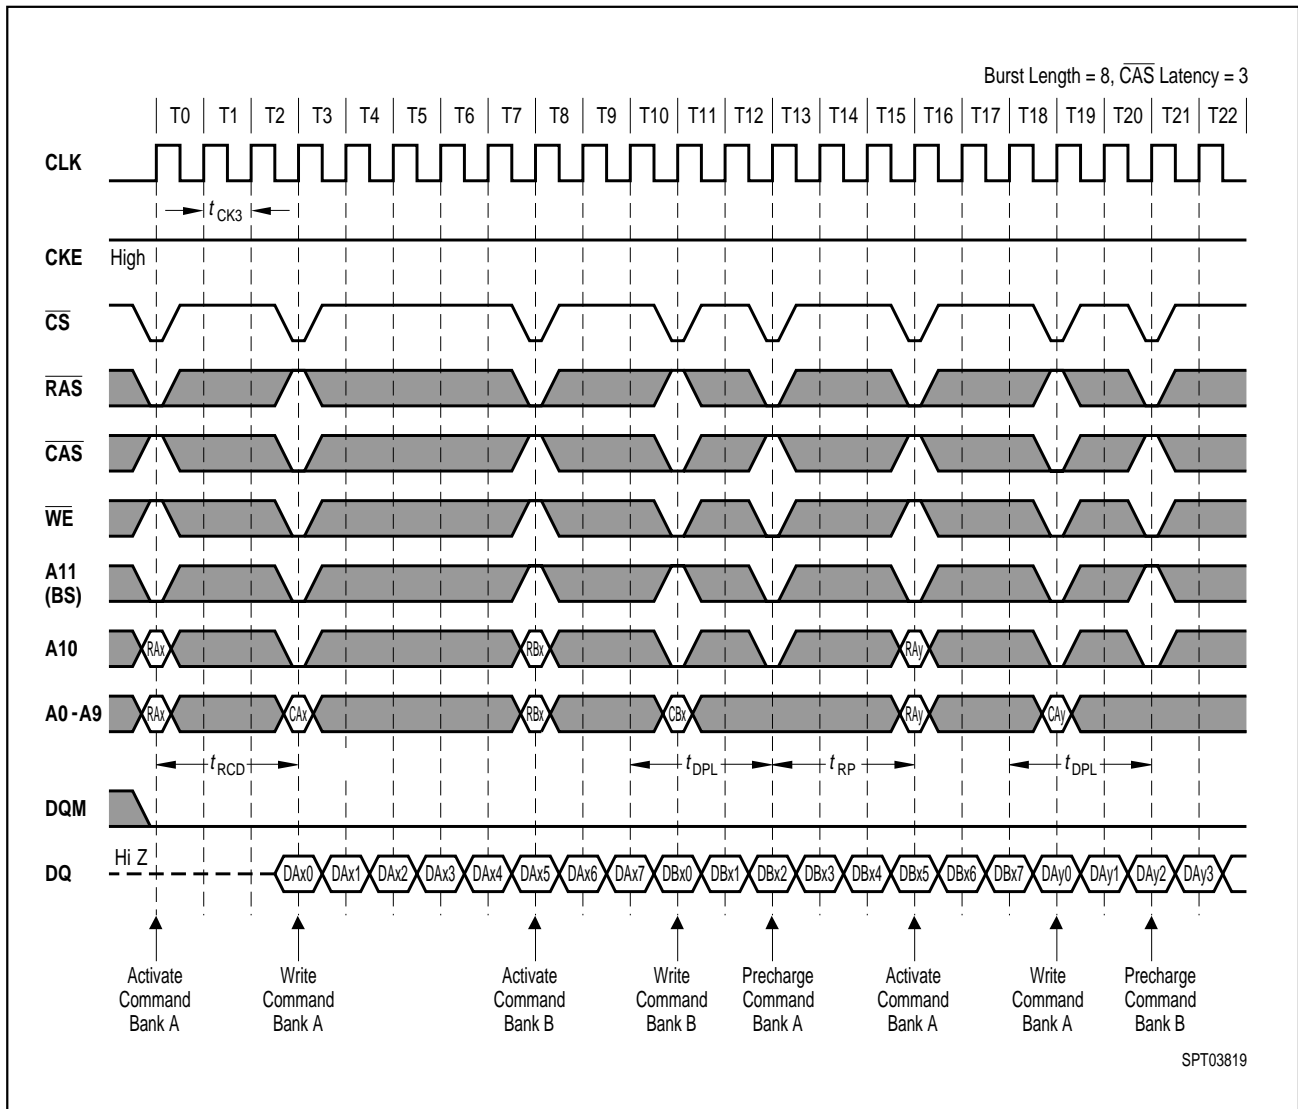 Burst Length = 8, CAS Latency = 3
T0 T1 T2 T3 T4 T5 T6 T7 T8 T9 T10 T11 T12 T13 T14 T15 T16 T17 T18 T19 T20 T21 T22
CLK
t CK3
CKE High
CS
RAS
CAS
WE
A11
(BS)
A10 RAx RBx RAy
A0 - A9 RAx CAx RBx CBx RAy CAy
t RCD t DPL t RP t DPL
DQM
Hi Z
DQ DAx0 DAx1 DAx2 DAx3 DAx4 DAx5 DAx6 DAx7 DBx0 DBx1 DBx2 DBx3 DBx4 DBx5 DBx6 DBx7 DAy0 DAy1 DAy2 DAy3
Activate Command Bank A
Write Command Bank A
Activate Command Bank B
Write Command Bank B
Precharge Command Bank A
Activate Command Bank A
Write Command Bank A
Precharge Command Bank B
SPT03819